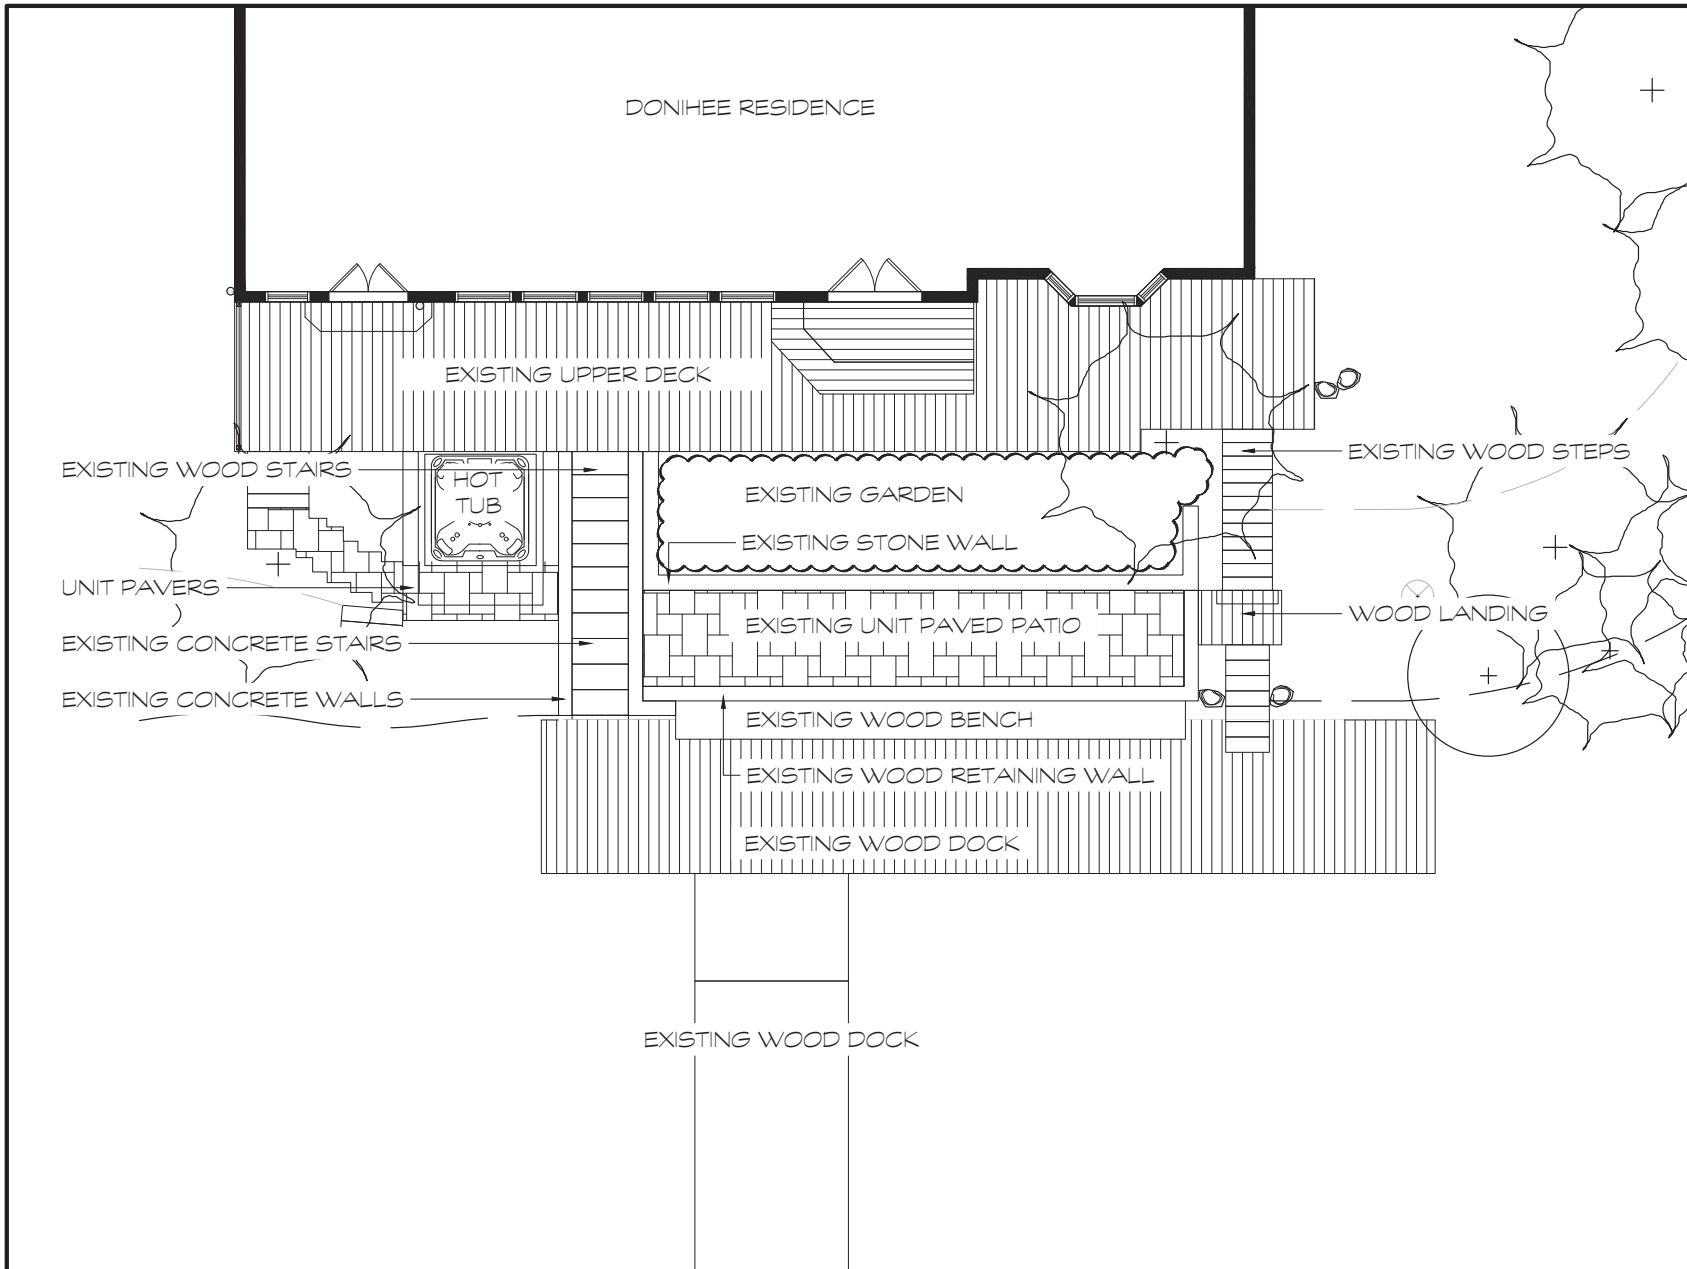 DONIHEE RESIDENCE
EXISTING UPPER DECK
EXISTING WOOD STAIRS
HOT
TUB
EXISTING GARDEN
EXISTING WOOD STEPS
EXISTING STONE WALL
UNIT PAVERS
EXISTING UNIT PAVED PATIO
WOOD LANDING
EXISTING CONCRETE STAIRS
EXISTING CONCRETE WALLS
EXISTING WOOD BENCH
EXISTING WOOD RETAINING WALL
EXISTING WOOD DOCK
EXISTING WOOD DOCK